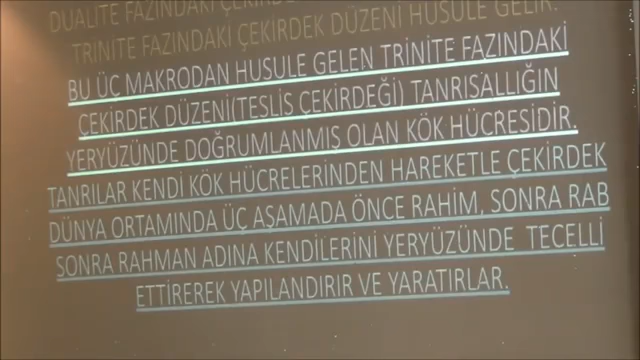 DUALİTE FAZINDAKİ ÇEKİRDEK
TRİNİTE FAZINDAKİ ÇEKİRDEK DÜZENİ HUSULE GELİR.
BU ÜÇ MAKRODAN HUSULE GELEN TRİNİTE FAZINDAKİ
ÇEKİRDEK DÜZENİ(TESLİS ÇEKİRDEĞİ) TANRISALLIĞIN
YERYÜZÜNDE DOĞRUMLANMIŞ OLAN KÖK HÜCRESİDİR.
TANRILAR KENDİ KÖK HÜCRELERİNDEN HAREKETLE ÇEKİRDEK
DÜNYA ORTAMINDA ÜÇ AŞAMADA ÖNCE RAHİM, SONRA RAB
SONRA RAHMAN ADINA KENDİLERİNİ YERYÜZÜNDE TECELLİ
ETTİREREK YAPILANDIRIR VE YARATIRLAR.